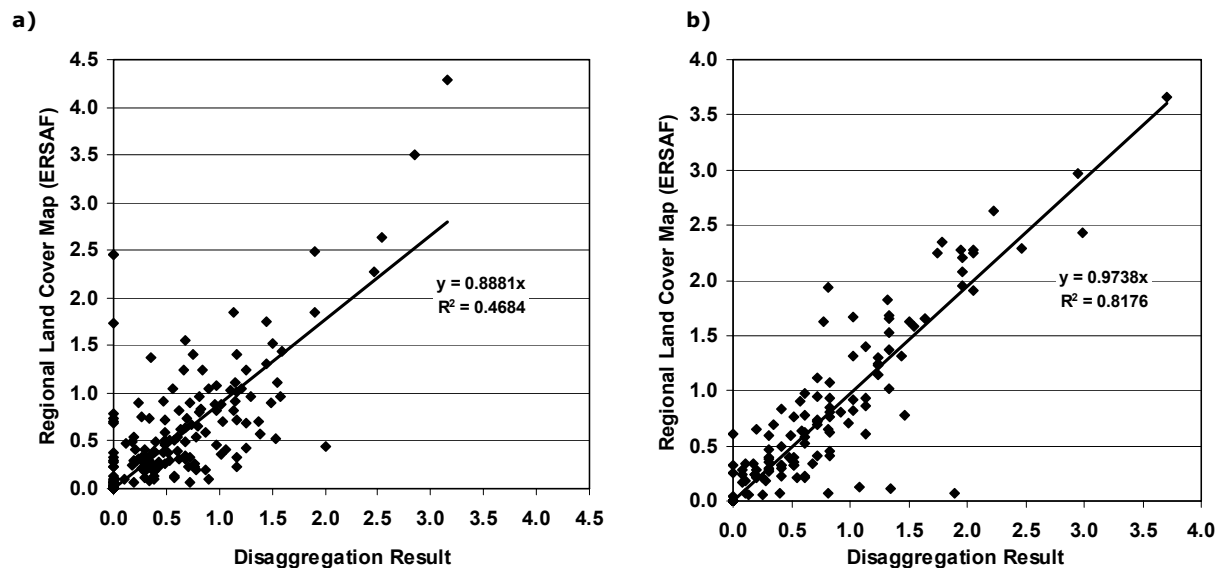 a)
Regional Land Cover Map (ERSAF)
4.5
4.0
3.5
3.0
2.5
2.0
1.5
1.0
0.5
0.0
y = 0.8881x
R² = 0.4684
0.0 0.5 1.0 1.5 2.0 2.5 3.0 3.5 4.0 4.5
Disaggregation Result
b)
Regional Land Cover Map (ERSAF)
4.0
3.5
3.0
2.5
2.0
1.5
1.0
0.5
0.0
y = 0.9738x
R² = 0.8176
0.0 0.5 1.0 1.5 2.0 2.5 3.0 3.5 4.0
Disaggregation Result